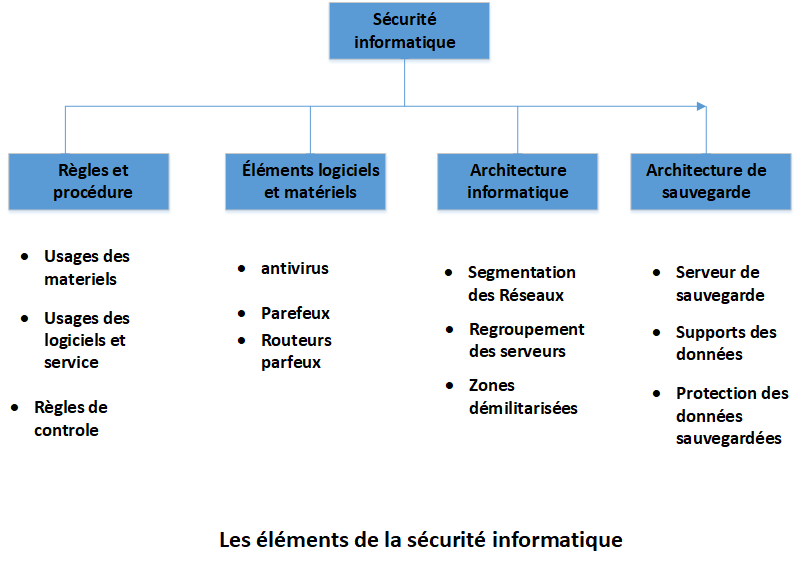 Sécurité
informatique
Règles et
procédure
Éléments logiciels
et matériels
Architecture
informatique
Architecture de
sauvegarde
• Usages des
materiels
• Usages des
logiciels et
service
• Règles de
controle
• antivirus
• Parefeux
• Routeurs
parfeux
• Segmentation
des Réseaux
• Regroupement
des serveurs
• Zones
démilitarisées
• Serveur de
sauvegarde
• Supports des
données
• Protection des
données
sauvegardées
Les éléments de la sécurité informatique